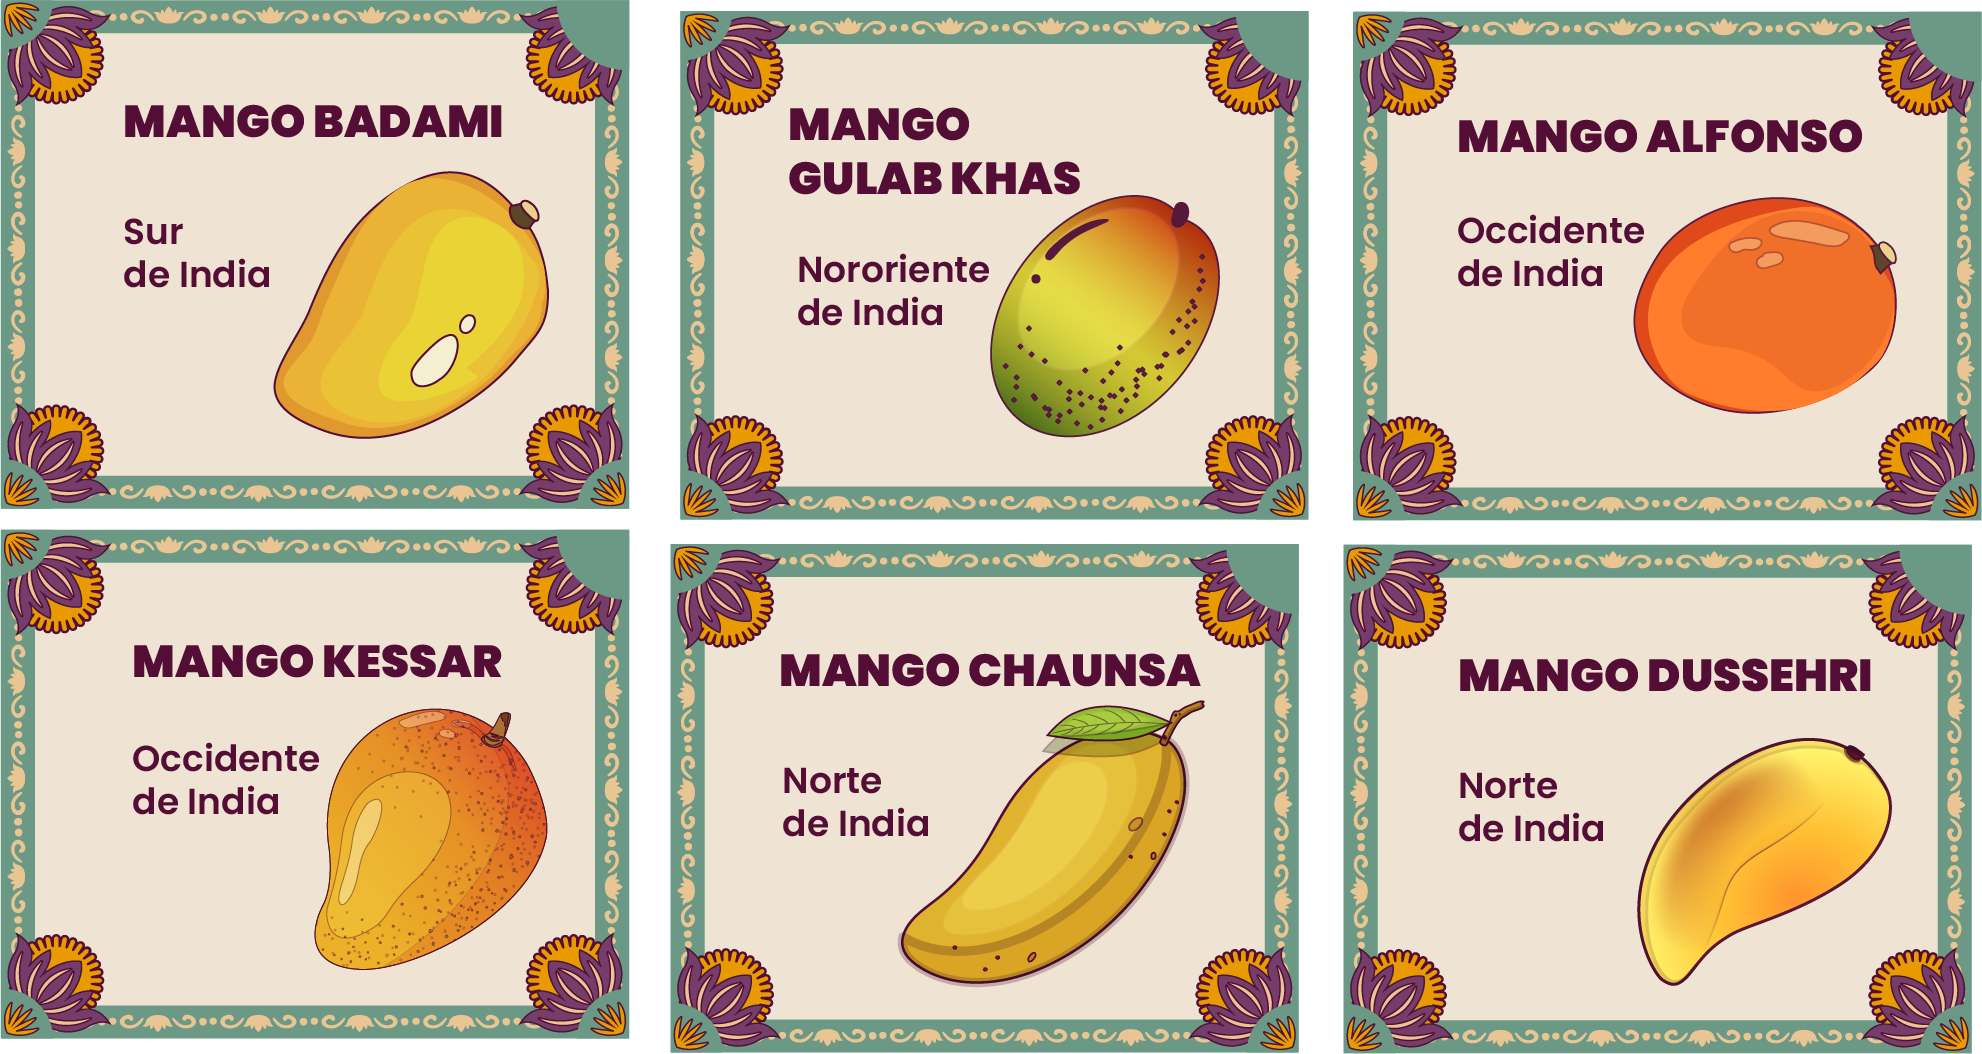 MANGO BADAMI
Sur
de India
MANGO
GULAB KHAS
Nororiente
de India
MANGO ALFONSO
Occidente
de India
MANGO KESSAR
Occidente
de India
MANGO CHAUNSA
Norte
de India
MANGO DUSSEHRI
Norte
de India